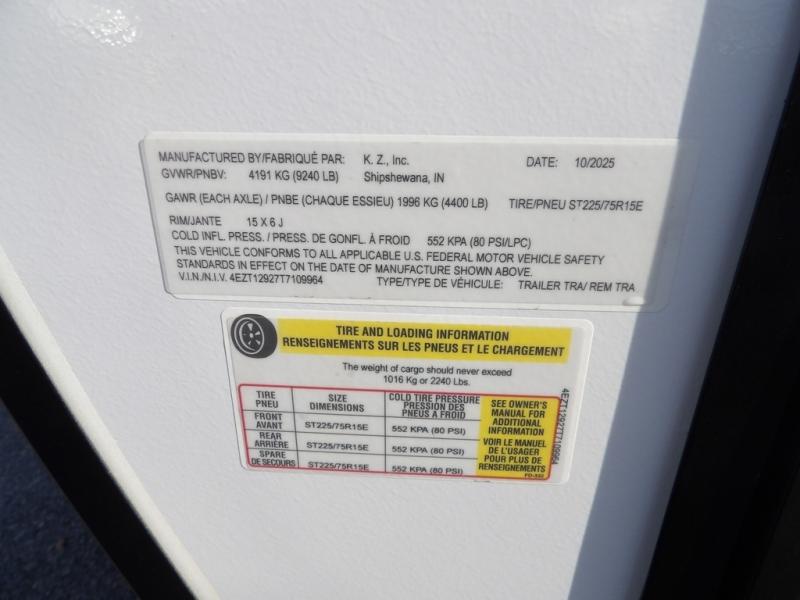 MANUFACTURED BY/FABRIQUÉ PAR: K. Z., Inc. DATE: 10/2025
GVWR/PNBV: 4191 KG (9240 LB) Shipshewana, IN
GAWR (EACH AXLE) / PNBE (CHAQUE ESSIEU) 1996 KG (4400 LB) TIRE/PNEU ST225/75R15E
RIM/JANTE 15 X 6 J
COLD INFL. PRESS. / PRESS. DE GONFL. À FROID 552 KPA (80 PSI/LPC)
THIS VEHICLE CONFORMS TO ALL APPLICABLE U.S. FEDERAL MOTOR VEHICLE SAFETY
STANDARDS IN EFFECT ON THE DATE OF MANUFACTURE SHOWN ABOVE.
V.I.N./N.I.V. 4EZT12927T7109964 TYPE/TYPE DE VÉHICULE: TRAILER TRA/ REM TRA
TIRE AND LOADING INFORMATION
RENSEIGNEMENTS SUR LES PNEUS ET LE CHARGEMENT
The weight of cargo should never exceed
1016 Kg or 2240 Lbs.
TIRE
PNEU
SIZE
DIMENSIONS
COLD TIRE PRESSURE
PRESSION DES
PNEUS A FROID
FRONT
AVANT
ST225/75R15E
552 KPA (80 PSI)
REAR
ARRIÈRE
ST225/75R15E
552 KPA (80 PSI)
SPARE
DE SECOURS
ST225/75R15E
552 KPA (80 PSI)
SEE OWNER'S
MANUAL FOR
ADDITIONAL
INFORMATION
VOIR LE MANUEL
DE L'USAGER
POUR PLUS DE
RENSEIGNEMENTS
4EZT12927T7109964